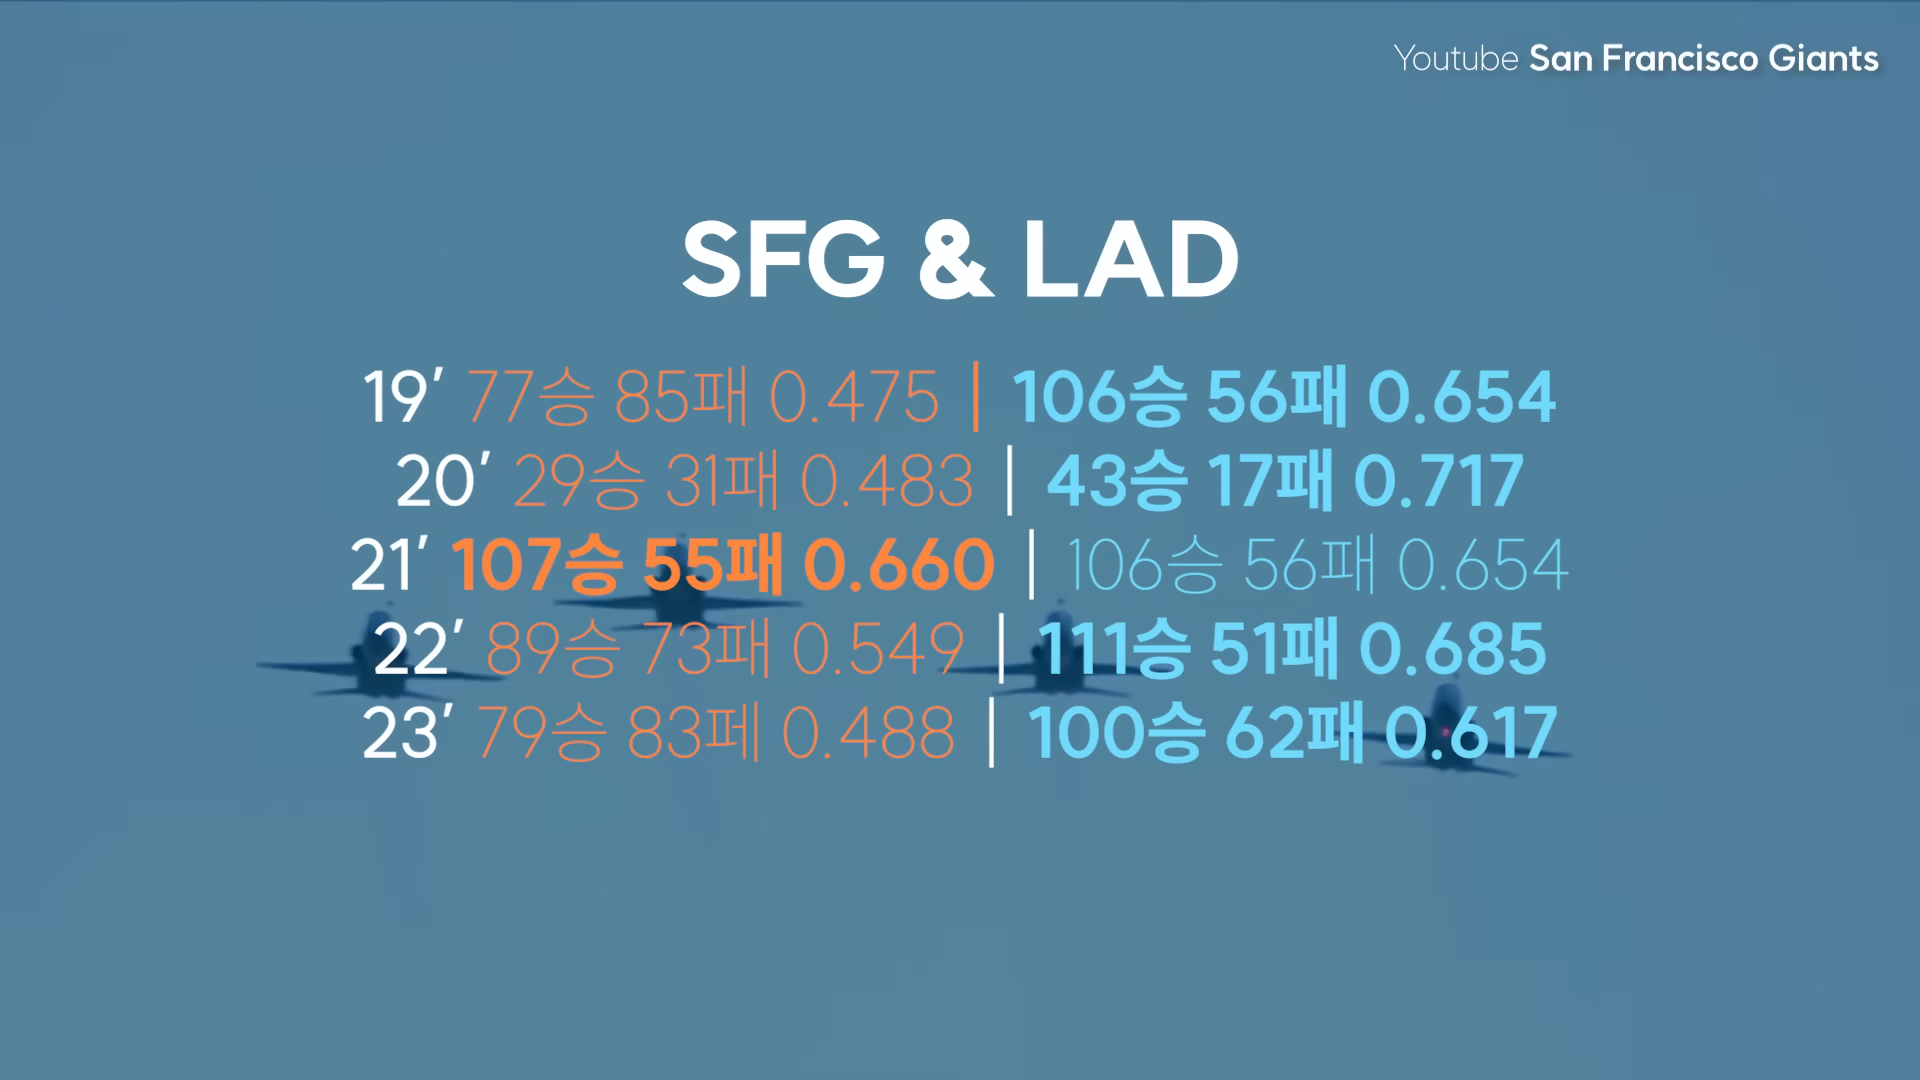 Youtube San Francisco Giants
SFG & LAD
19’ 77승 85패 0.475 | 106승 56패 0.654
20’ 29승 31패 0.483 | 43승 17패 0.717
21’ 107승 55패 0.660 | 106승 56패 0.654
22’ 89승 73패 0.549 | 111승 51패 0.685
23’ 79승 83페 0.488 | 100승 62패 0.617